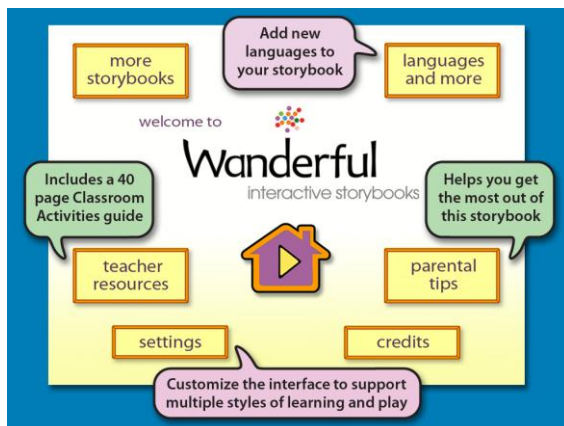 more
storybooks
Add new
languages to
your storybook
languages
and more
welcome to
Wanderful
interactive storybooks
Includes a 40
page Classroom
Activities guide
Helps you get
the most out of
this storybook
teacher
resources
parental
tips
settings
credits
Customize the interface to support
multiple styles of learning and play